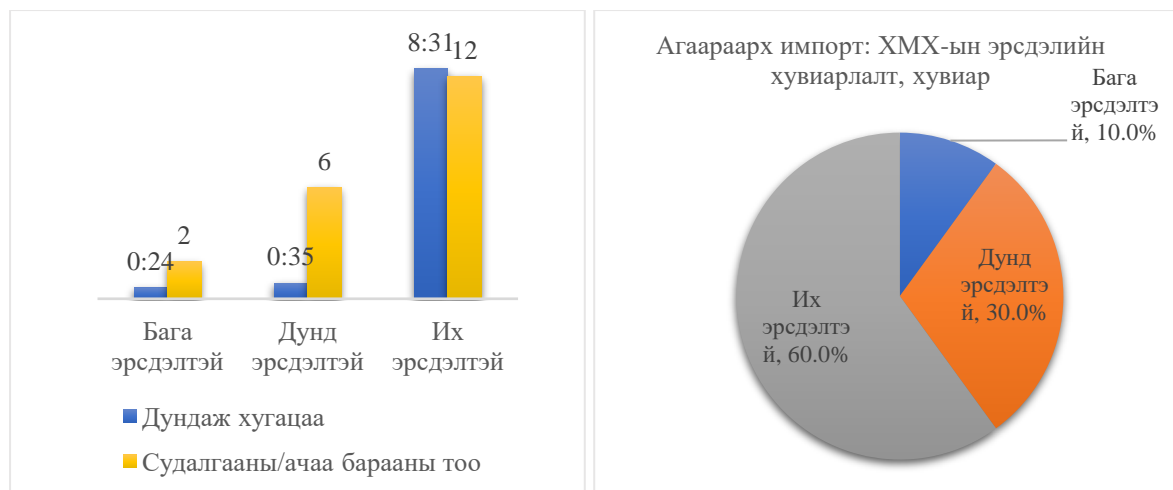 8:31
12
6
2
0:24
0:35
Бага
эрсдэлтэй
Дунд
эрсдэлтэй
Их
эрсдэлтэй
Дундаж хугацаа
Судалгааны/ачаа барааны тоо
Агаараарх импорт: ХМХ-ын эрсдэлийн
хувиарлалт, хувиар
Бага
эрсдэлтэ
й, 10.0%
Дунд
эрсдэлтэ
й, 30.0%
Их
эрсдэлтэ
й, 60.0%